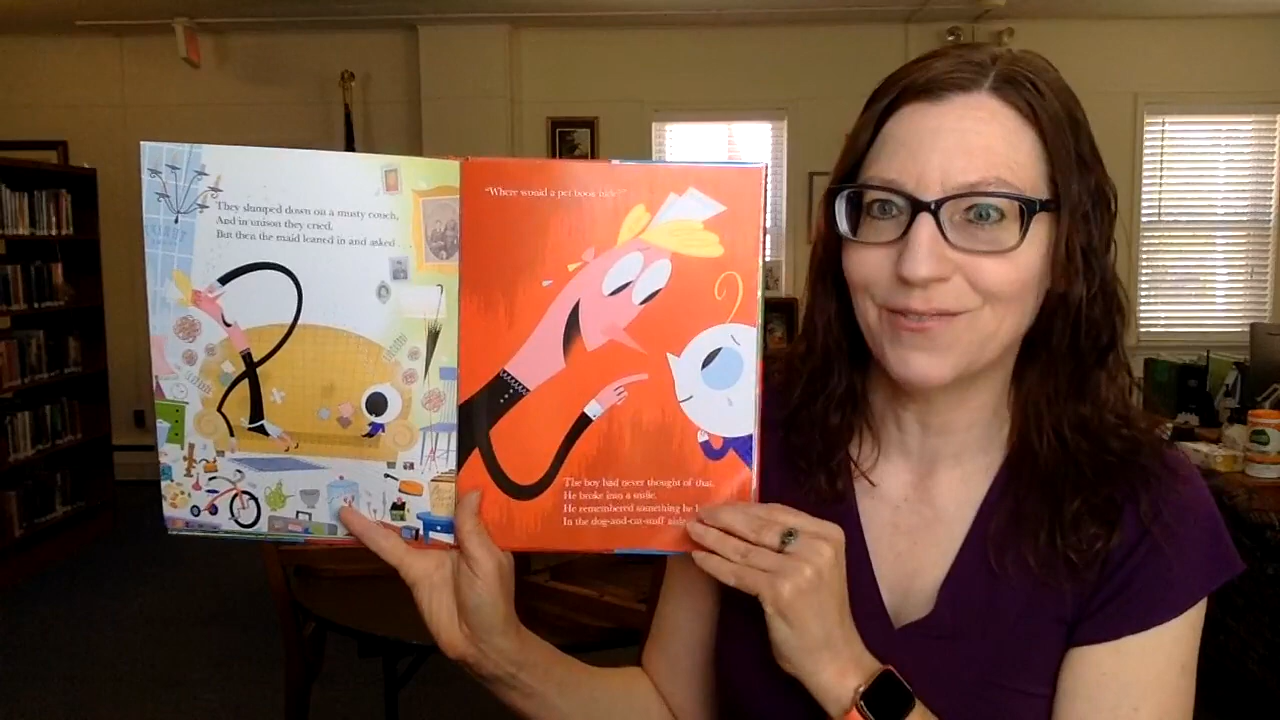 They slumped down on a musty couch,
And in unison they cried.
But then the maid leaned in and asked
"Where would a pet book hide?"
The boy had never thought of that.
He broke into a smile.
He remembered something he
In the dog-and-cat-stuff aisle